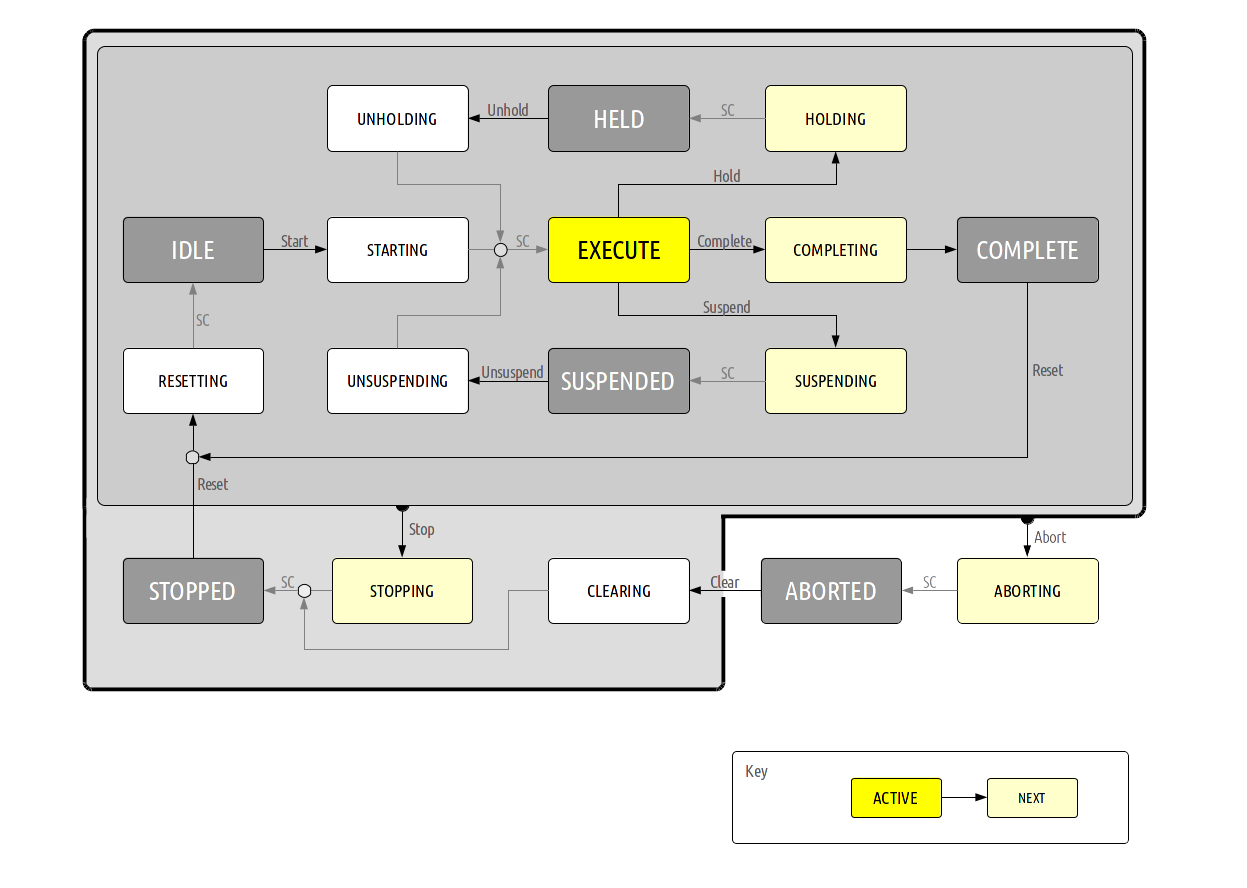 Unhold
SC
UNHOLDING
HELD
HOLDING
Hold
IDLE
Start
STARTING
SC
EXECUTE
Complete
COMPLETING
COMPLETE
Suspend
SC
RESETTING
UNSUSPENDING
Unsuspend
SUSPENDED
SC
SUSPENDING
Reset
Reset
Stop
Abort
STOPPED
SC
STOPPING
CLEARING
Clear
ABORTED
SC
ABORTING
Key
ACTIVE
NEXT